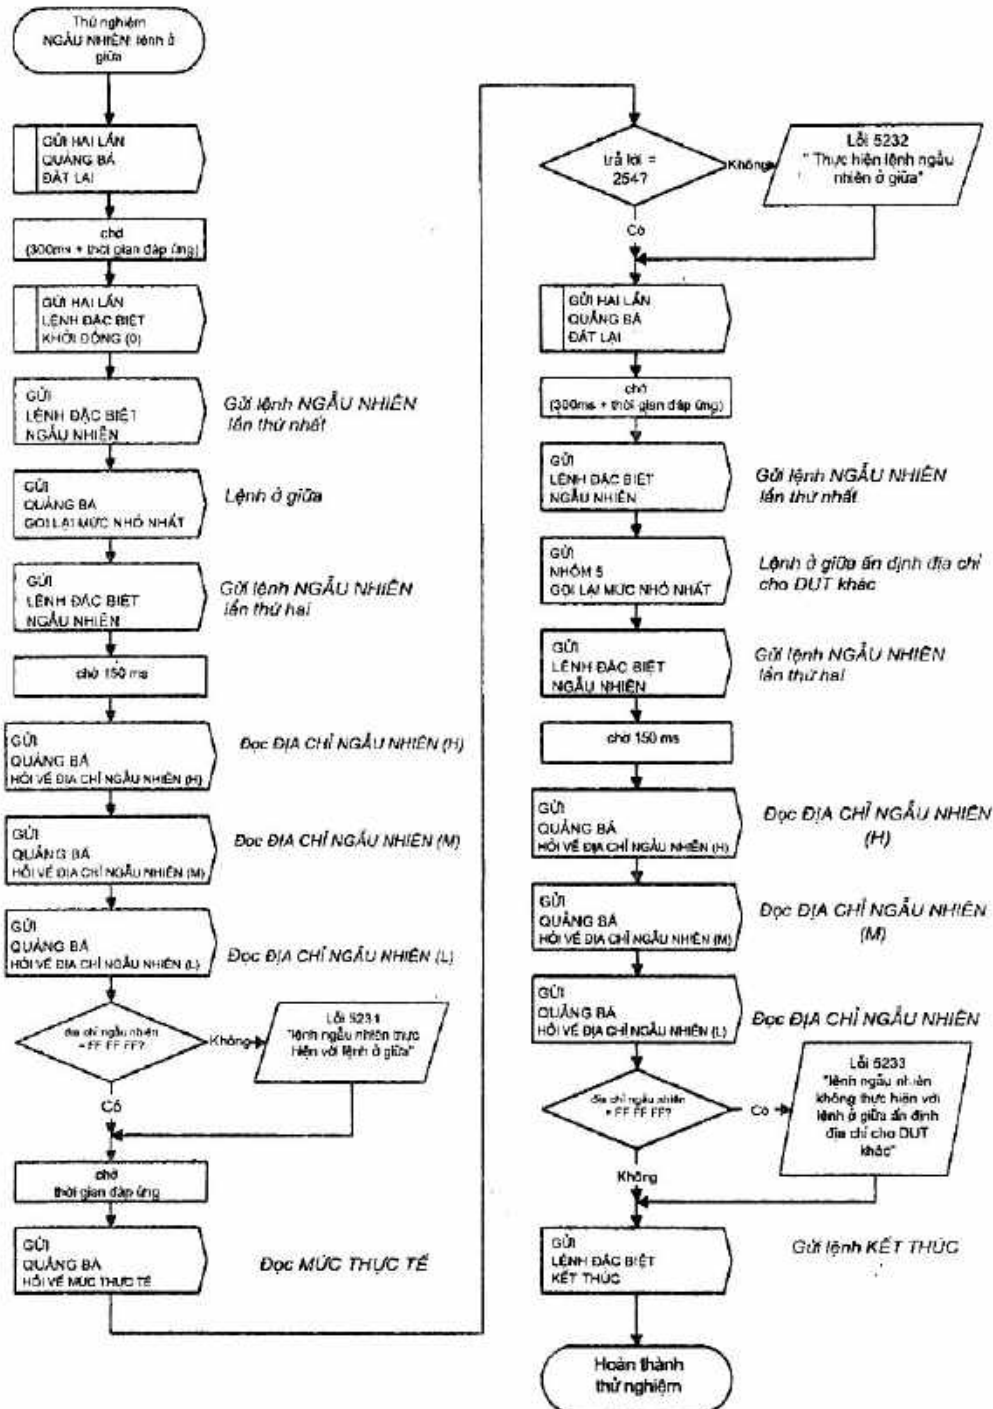 Thử nghiệm
NGẪU NHIÊN: lệnh ở
giữa
GỬI HAI LẦN
QUẢNG BÁ
ĐẶT LẠI
chờ
(300ms + thời gian đáp ứng)
GỬI HAI LẦN
LỆNH ĐẶC BIỆT
KHỞI ĐỘNG (0)
GỬI
LỆNH ĐẶC BIỆT
NGẪU NHIÊN
Gửi lệnh NGẪU NHIÊN
lần thứ nhất
GỬI
QUẢNG BÁ
GỌI LẠI MỨC NHỎ NHẤT
Lệnh ở giữa
GỬI
LỆNH ĐẶC BIỆT
NGẪU NHIÊN
Gửi lệnh NGẪU NHIÊN
lần thứ hai
chờ 150 ms
GỬI
QUẢNG BÁ
HỎI VỀ ĐỊA CHỈ NGẪU NHIÊN (H)
Đọc ĐỊA CHỈ NGẪU NHIÊN (H)
GỬI
QUẢNG BÁ
HỎI VỀ ĐỊA CHỈ NGẪU NHIÊN (M)
Đọc ĐỊA CHỈ NGẪU NHIÊN (M)
GỬI
QUẢNG BÁ
HỎI VỀ ĐỊA CHỈ NGẪU NHIÊN (L)
Đọc ĐỊA CHỈ NGẪU NHIÊN (L)
địa chỉ ngẫu nhiên
= FF FF FF?
Không
Lỗi 5231
"lệnh ngẫu nhiên thực
hiện với lệnh ở giữa"
Có
chờ
thời gian đáp ứng
GỬI
QUẢNG BÁ
HỎI VỀ MỨC THỰC TẾ
Đọc MỨC THỰC TẾ
trả lời =
254?
Không
Lỗi 5232
" Thực hiện lệnh ngẫu
nhiên ở giữa"
Có
GỬI HAI LẦN
QUẢNG BÁ
ĐẶT LẠI
chờ
(300ms + thời gian đáp ứng)
GỬI
LỆNH ĐẶC BIỆT
NGẪU NHIÊN
Gửi lệnh NGẪU NHIÊN
lần thứ nhất
GỬI
NHÓM 5
GỌI LẠI MỨC NHỎ NHẤT
Lệnh ở giữa ấn định địa chỉ
cho DUT khác
GỬI
LỆNH ĐẶC BIỆT
NGẪU NHIÊN
Gửi lệnh NGẪU NHIÊN
lần thứ hai
chờ 150 ms
GỬI
QUẢNG BÁ
HỎI VỀ ĐỊA CHỈ NGẪU NHIÊN (H)
Đọc ĐỊA CHỈ NGẪU NHIÊN
(H)
GỬI
QUẢNG BÁ
HỎI VỀ ĐỊA CHỈ NGẪU NHIÊN (M)
Đọc ĐỊA CHỈ NGẪU NHIÊN
(M)
GỬI
QUẢNG BÁ
HỎI VỀ ĐỊA CHỈ NGẪU NHIÊN (L)
Đọc ĐỊA CHỈ NGẪU NHIÊN
địa chỉ ngẫu nhiên
= FF FF FF?
Có
Lỗi 5233
"lệnh ngẫu nhiên
không thực hiện với
lệnh ở giữa ấn định
địa chỉ cho DUT
khác"
Không
GỬI
LỆNH ĐẶC BIỆT
KẾT THÚC
Gửi lệnh KẾT THÚC
Hoàn thành
thử nghiệm